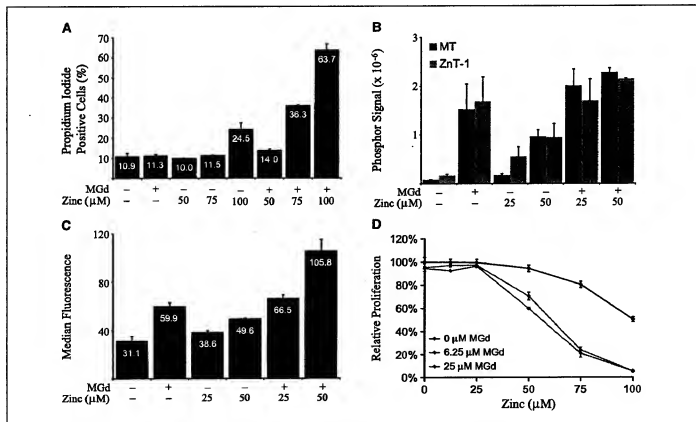 A
Propidium Iodide
Positive Cells (%)
70
60
50
40
30
20
10
10.9
11.3
10.0
11.5
24.5
14.0
36.3
63.7
MGd – + – – – + + +
Zinc (μM) – – 50 75 100 50 75 100
B
Phosphor Signal (x 10⁻⁶)
MT
ZnT-1
2
1
0
MGd – + – – + +
Zinc (μM) – – 25 50 25 50
C
Median Fluorescence
120
80
40
31.1
59.9
38.6
49.6
66.5
105.8
MGd – + – – + +
Zinc (μM) – – 25 50 25 50
D
Relative Proliferation
120%
100%
80%
60%
40%
20%
0%
0 μM MGd
6.25 μM MGd
25 μM MGd
0 25 50 75 100
Zinc (μM)